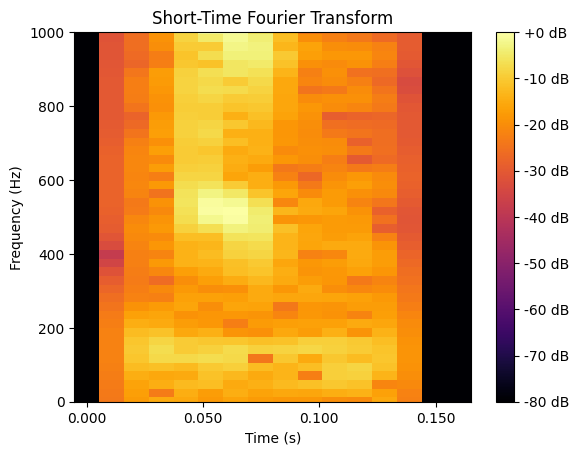 Short-Time Fourier Transform
1000
800
600
400
200
0
Frequency (Hz)
0.000
0.050
0.100
0.150
Time (s)
+0 dB
-10 dB
-20 dB
-30 dB
-40 dB
-50 dB
-60 dB
-70 dB
-80 dB